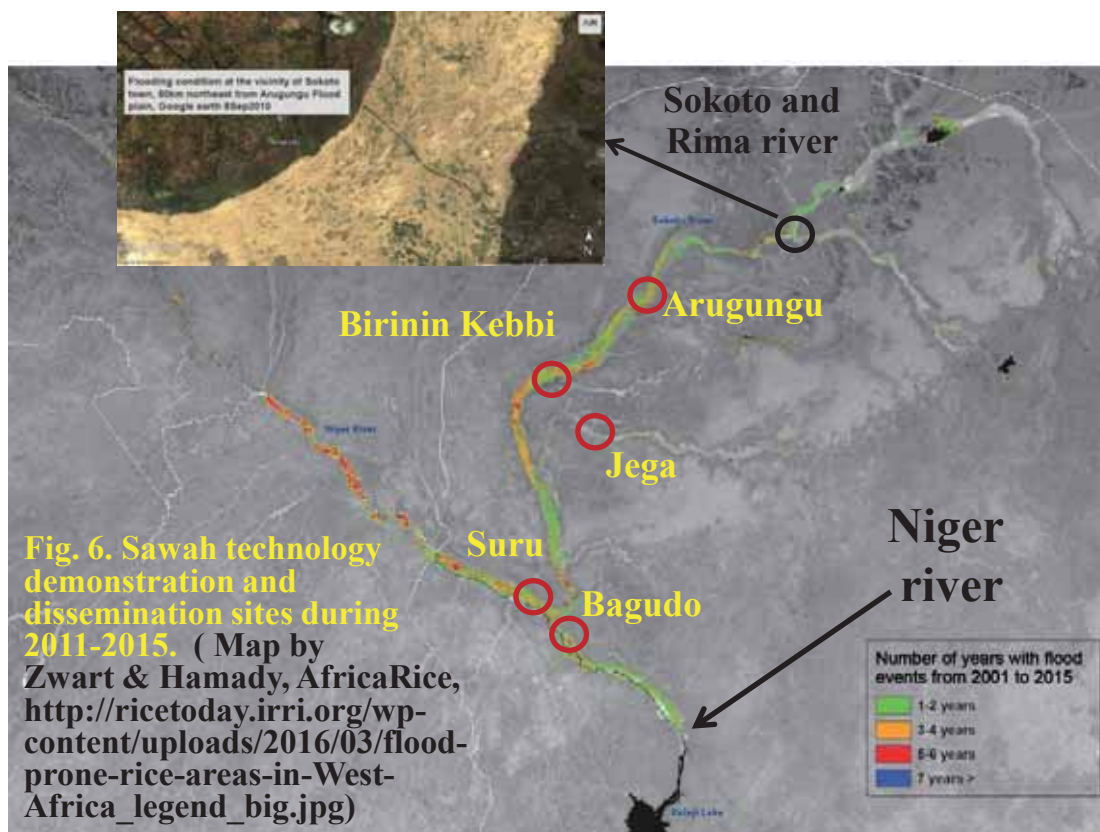 Flooding condition at the vicinity of Sokoto
town, 80km northeast from Arugungu Flood
plain, Google earth 8Sep2010
Sokoto and
Rima river
Sokoto River
Arugungu
Birinin Kebbi
Jega
Niger River
Suru
Bagudo
Niger
river
Fig. 6. Sawah technology
demonstration and
dissemination sites during
2011-2015. ( Map by
Zwart & Hamady, AfricaRice,
http://ricetoday.irri.org/wp-
content/uploads/2016/03/flood-
prone-rice-areas-in-West-
Africa_legend_big.jpg)
Number of years with flood
events from 2001 to 2015
1-2 years
3-4 years
5-6 years
7 years >
Kainji Lake
N